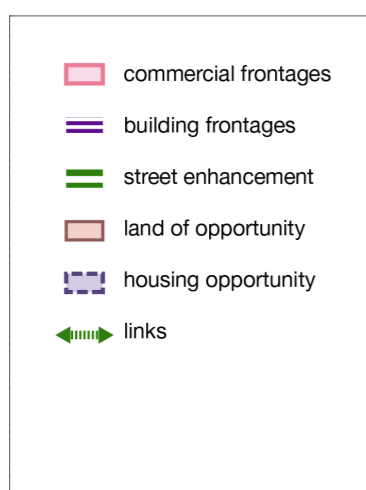 commercial frontages
building frontages
street enhancement
land of opportunity
housing opportunity
links